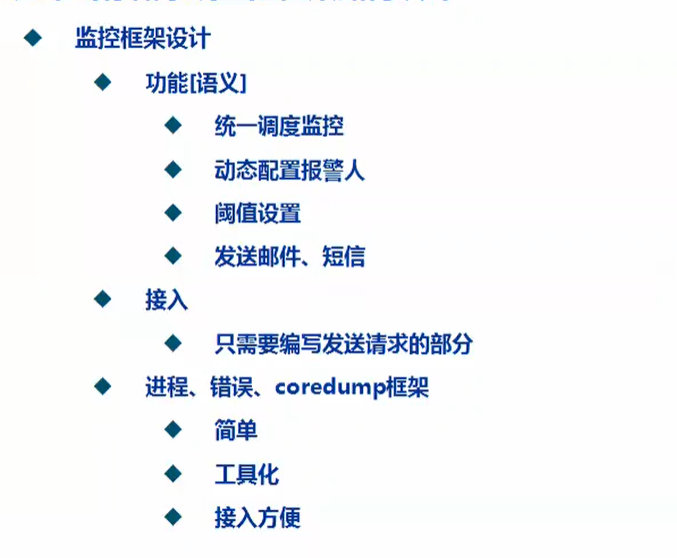 监控框架设计
功能[语义]
统一调度监控
动态配置报警人
阈值设置
发送邮件、短信
接入
只需要编写发送请求的部分
进程、错误、coredump框架
简单
工具化
接入方便